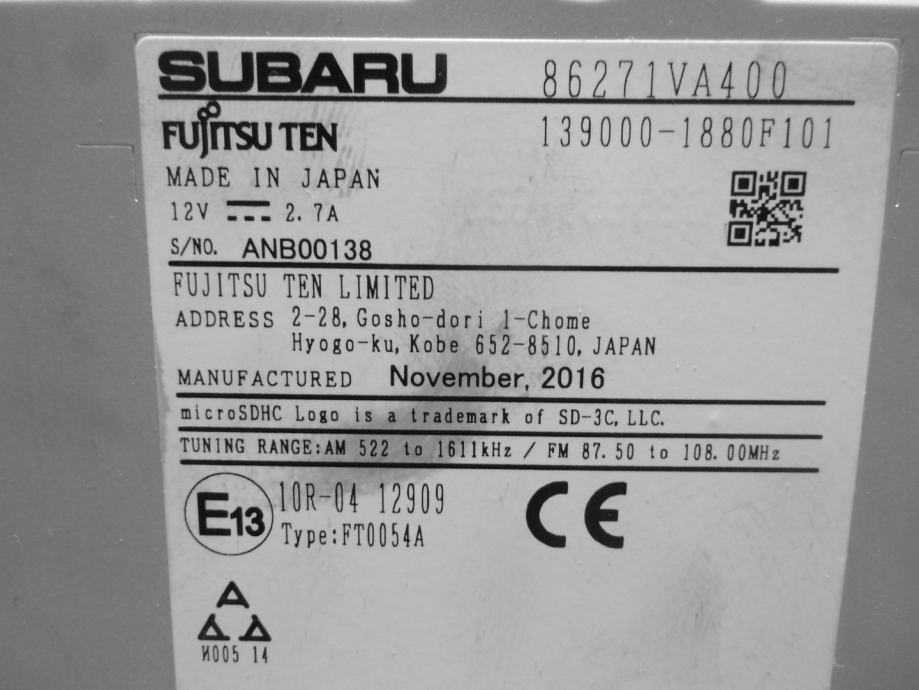 SUBARU 86271VA400
FUJITSU TEN 139000-1880F101
MADE IN JAPAN
12V 2.7A
S/NO. ANB00138
FUJITSU TEN LIMITED
ADDRESS 2-28, Gosho-dori 1-Chome
Hyogo-ku, Kobe 652-8510, JAPAN
MANUFACTURED November, 2016
microSDHC Logo is a trademark of SD-3C, LLC.
TUNING RANGE:AM 522 to 1611kHz / FM 87.50 to 108.00MHz
E13 10R-04 12909 CE
Type:FT0054A
И005 14